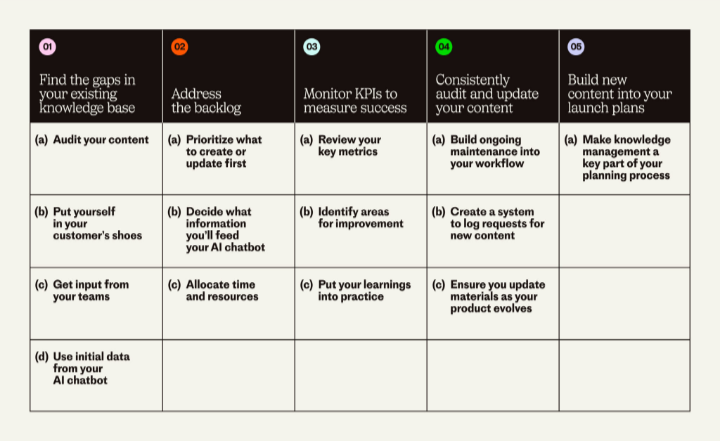 01
Find the gaps in
your existing
knowledge base
02
Address
the backlog
03
Monitor KPIs to
measure success
04
Consistently
audit and update
your content
05
Build new
content into your
launch plans
(a) Audit your content
(a) Prioritize what
to create or
update first
(a) Review your
key metrics
(a) Build ongoing
maintenance into
your workflow
(a) Make knowledge
management a
key part of your
planning process
(b) Put yourself
in your
customer's shoes
(b) Decide what
information
you'll feed
your AI chatbot
(b) Identify areas
for improvement
(b) Create a system
to log requests for
new content
(c) Get input from
your teams
(c) Allocate time
and resources
(c) Put your learnings
into practice
(c) Ensure you update
materials as your
product evolves
(d) Use initial data
from your
AI chatbot